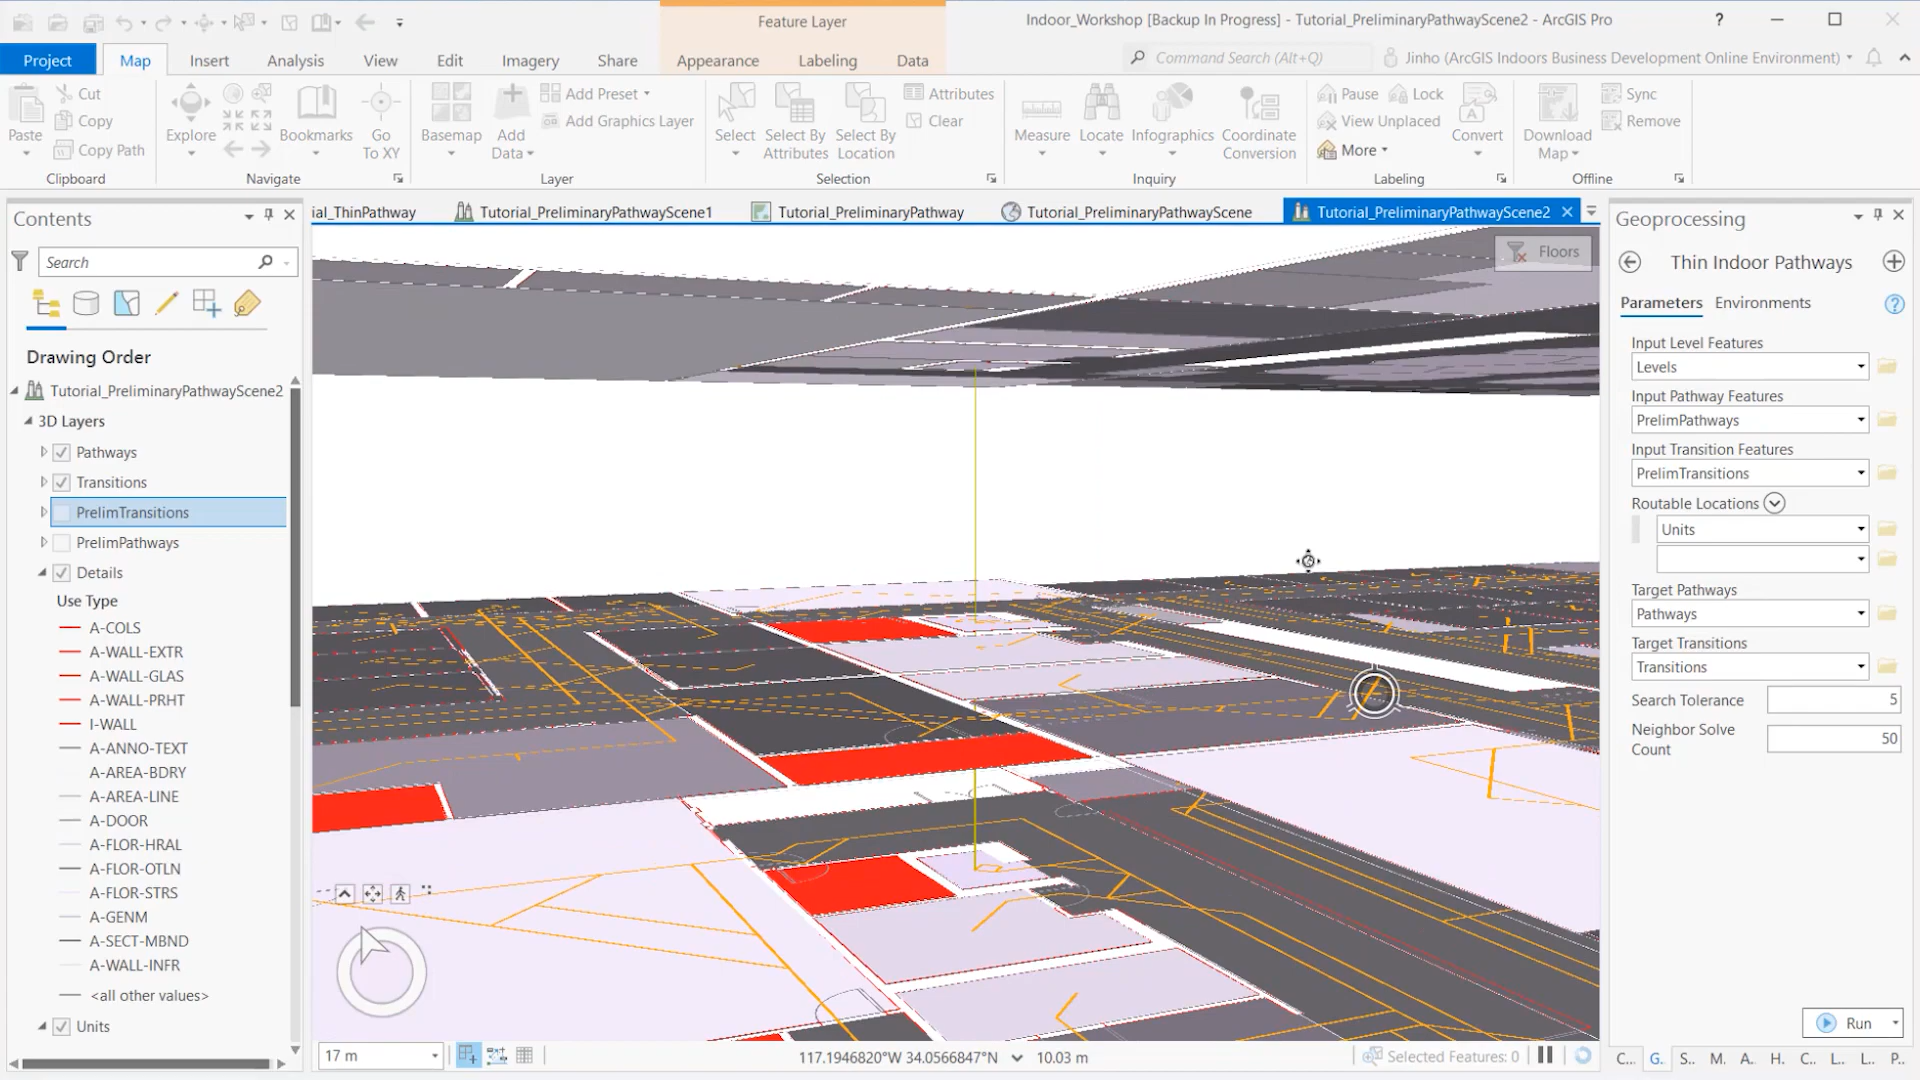 Feature Layer
Indoor_Workshop [Backup In Progress] - Tutorial_PreliminaryPathwayScene2 - ArcGIS Pro
?
Project Map Insert Analysis View Edit Imagery Share Appearance Labeling Data
Command Search (Alt+Q)
Jinho (ArcGIS Indoors Business Development Online Environment)
Paste
Cut
Copy
Copy Path
Clipboard
Explore
Bookmarks
Go To XY
Navigate
Basemap
Add Data
Add Preset
Add Graphics Layer
Layer
Select
Select By Attributes
Select By Location
Attributes
Clear
Selection
Measure
Locate
Infographics
Coordinate Conversion
Inquiry
Pause
Lock
View Unplaced
More
Convert
Labeling
Download Map
Sync
Remove
Offline
Contents
Search
Drawing Order
Tutorial_PreliminaryPathwayScene2
3D Layers
Pathways
Transitions
PrelimTransitions
PrelimPathways
Details
Use Type
A-COLS
A-WALL-EXTR
A-WALL-GLAS
A-WALL-PRHT
I-WALL
A-ANNO-TEXT
A-AREA-BDRY
A-AREA-LINE
A-DOOR
A-FLOR-HRAL
A-FLOR-OTLN
A-FLOR-STRS
A-GENM
A-SECT-MBND
A-WALL-INFR
<all other values>
Units
ial_ThinPathway
Tutorial_PreliminaryPathwayScene1
Tutorial_PreliminaryPathway
Tutorial_PreliminaryPathwayScene
Tutorial_PreliminaryPathwayScene2
Floors
17 m
117.1946820°W 34.0566847°N
10.03 m
Selected Features: 0
Geoprocessing
Thin Indoor Pathways
Parameters Environments
?
Input Level Features
Levels
Input Pathway Features
PrelimPathways
Input Transition Features
PrelimTransitions
Routable Locations
Units
Target Pathways
Pathways
Target Transitions
Transitions
Search Tolerance 5
Neighbor Solve Count 50
Run
C... G. S... M. A... H. C... L... L... P...